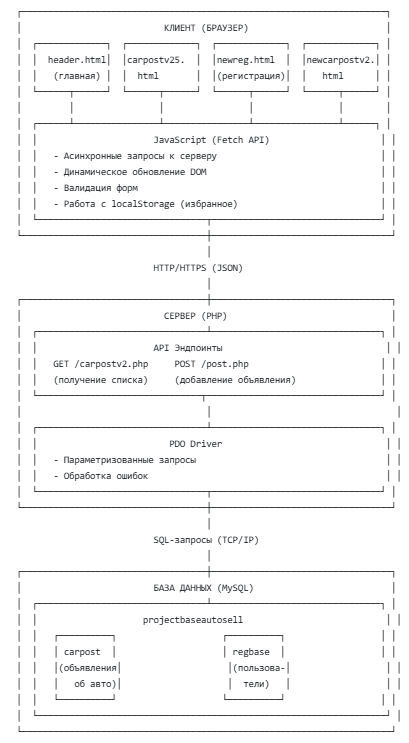 КЛИЕНТ (БРАУЗЕР)
header.html carpostv25. newreg.html newcarpostv2.
(главная) html (регистрация) html
JavaScript (Fetch API)
- Асинхронные запросы к серверу
- Динамическое обновление DOM
- Валидация форм
- Работа с localStorage (избранное)
HTTP/HTTPS (JSON)
СЕРВЕР (PHP)
API Эндпоинты
GET /carpostv2.php POST /post.php
(получение списка) (добавление объявления)
PDO Driver
- Параметризованные запросы
- Обработка ошибок
SQL-запросы (TCP/IP)
БАЗА ДАННЫХ (MySQL)
projectbaseautosell
carpost regbase
(объявления (пользова-
об авто) тели)